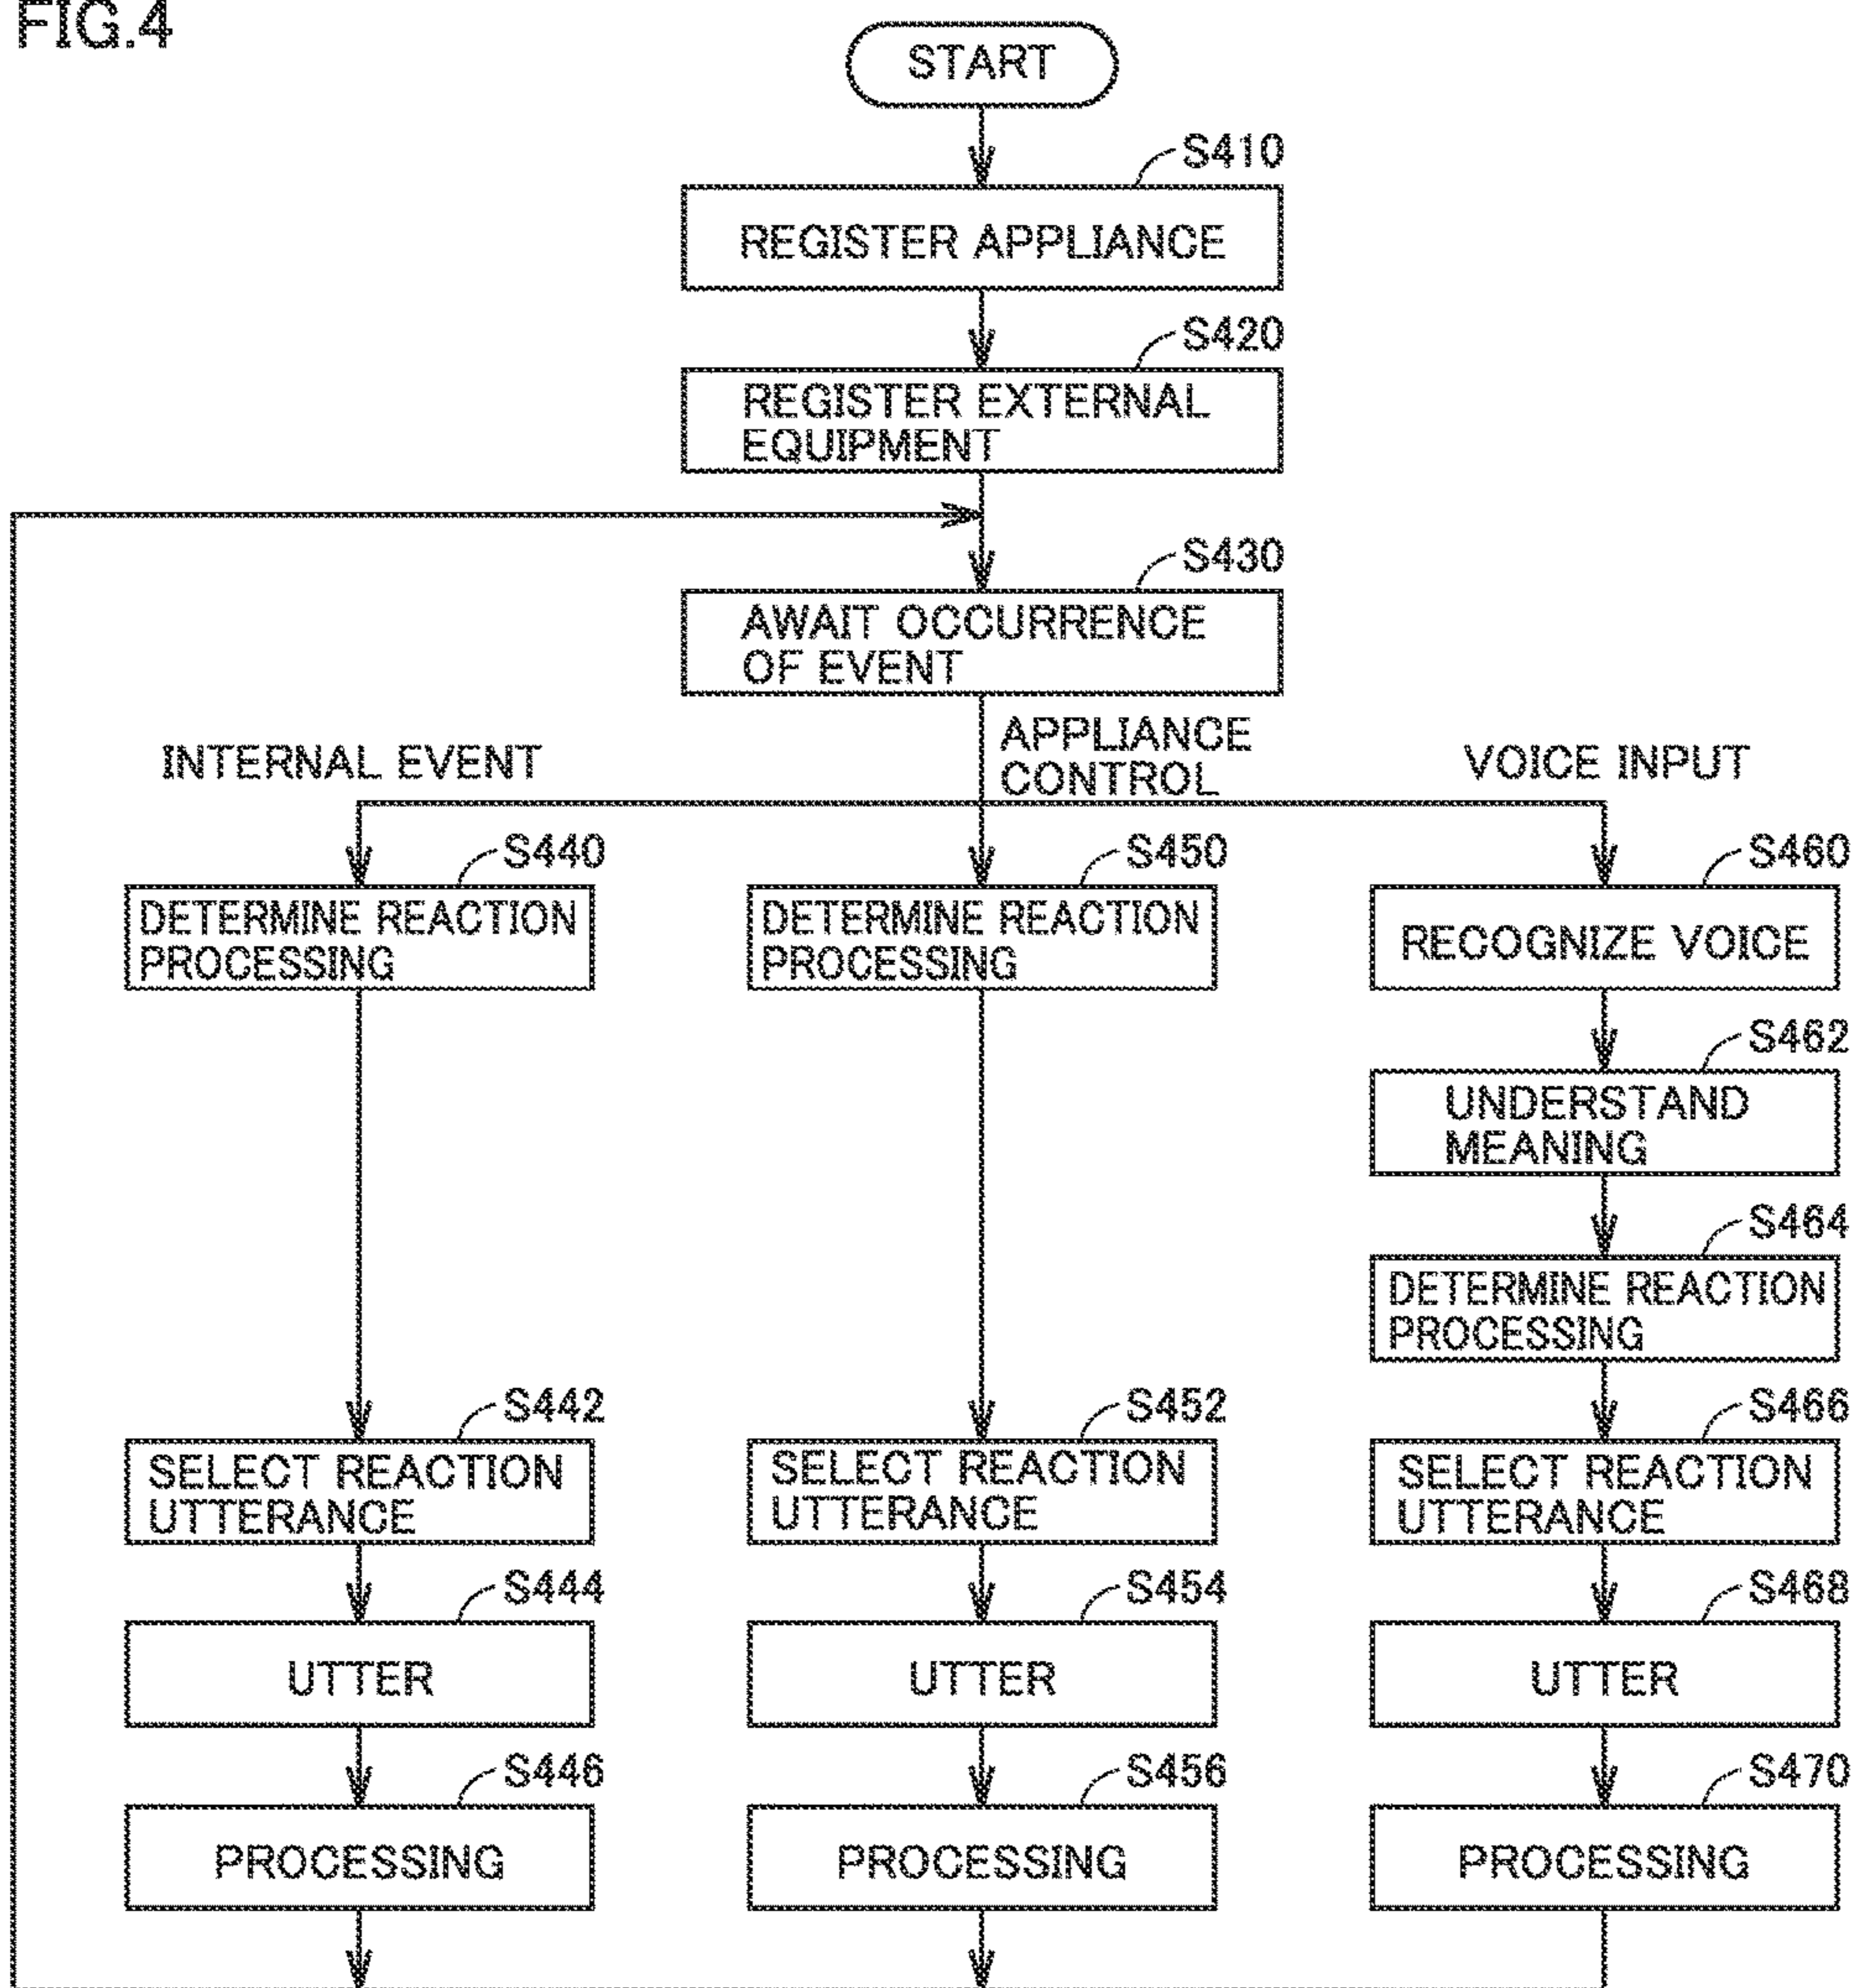 FIG.4
START
S410
REGISTER APPLIANCE
S420
REGISTER EXTERNAL
EQUIPMENT
S430
AWAIT OCCURRENCE
OF EVENT
INTERNAL EVENT
APPLIANCE
CONTROL
VOICE INPUT
S440
DETERMINE REACTION
PROCESSING
S450
DETERMINE REACTION
PROCESSING
S460
RECOGNIZE VOICE
S462
UNDERSTAND
MEANING
S464
DETERMINE REACTION
PROCESSING
S442
SELECT REACTION
UTTERANCE
S452
SELECT REACTION
UTTERANCE
S466
SELECT REACTION
UTTERANCE
S444
UTTER
S454
UTTER
S468
UTTER
S446
PROCESSING
S456
PROCESSING
S470
PROCESSING